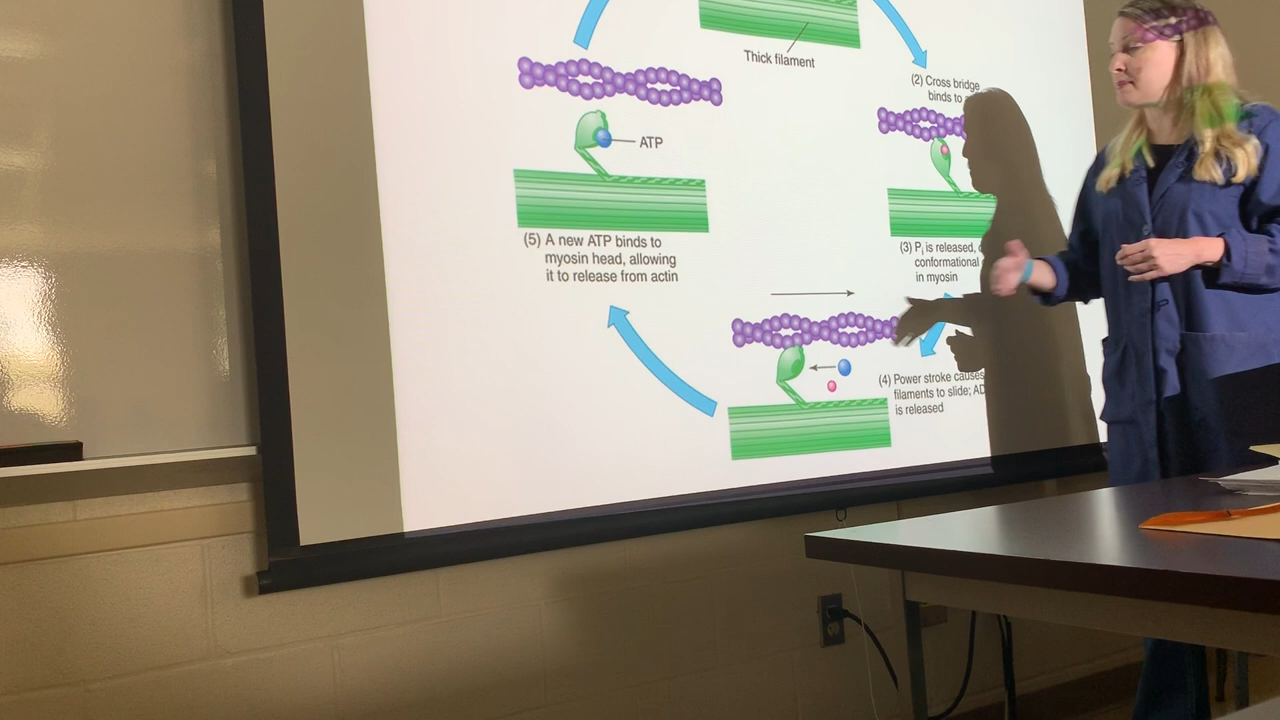 Thick filament
(2) Cross bridge
binds to
ATP
(5) A new ATP binds to
myosin head, allowing
it to release from actin
(3) Pi is released,
conformational
in myosin
(4) Power stroke causes
filaments to slide; AD
is released